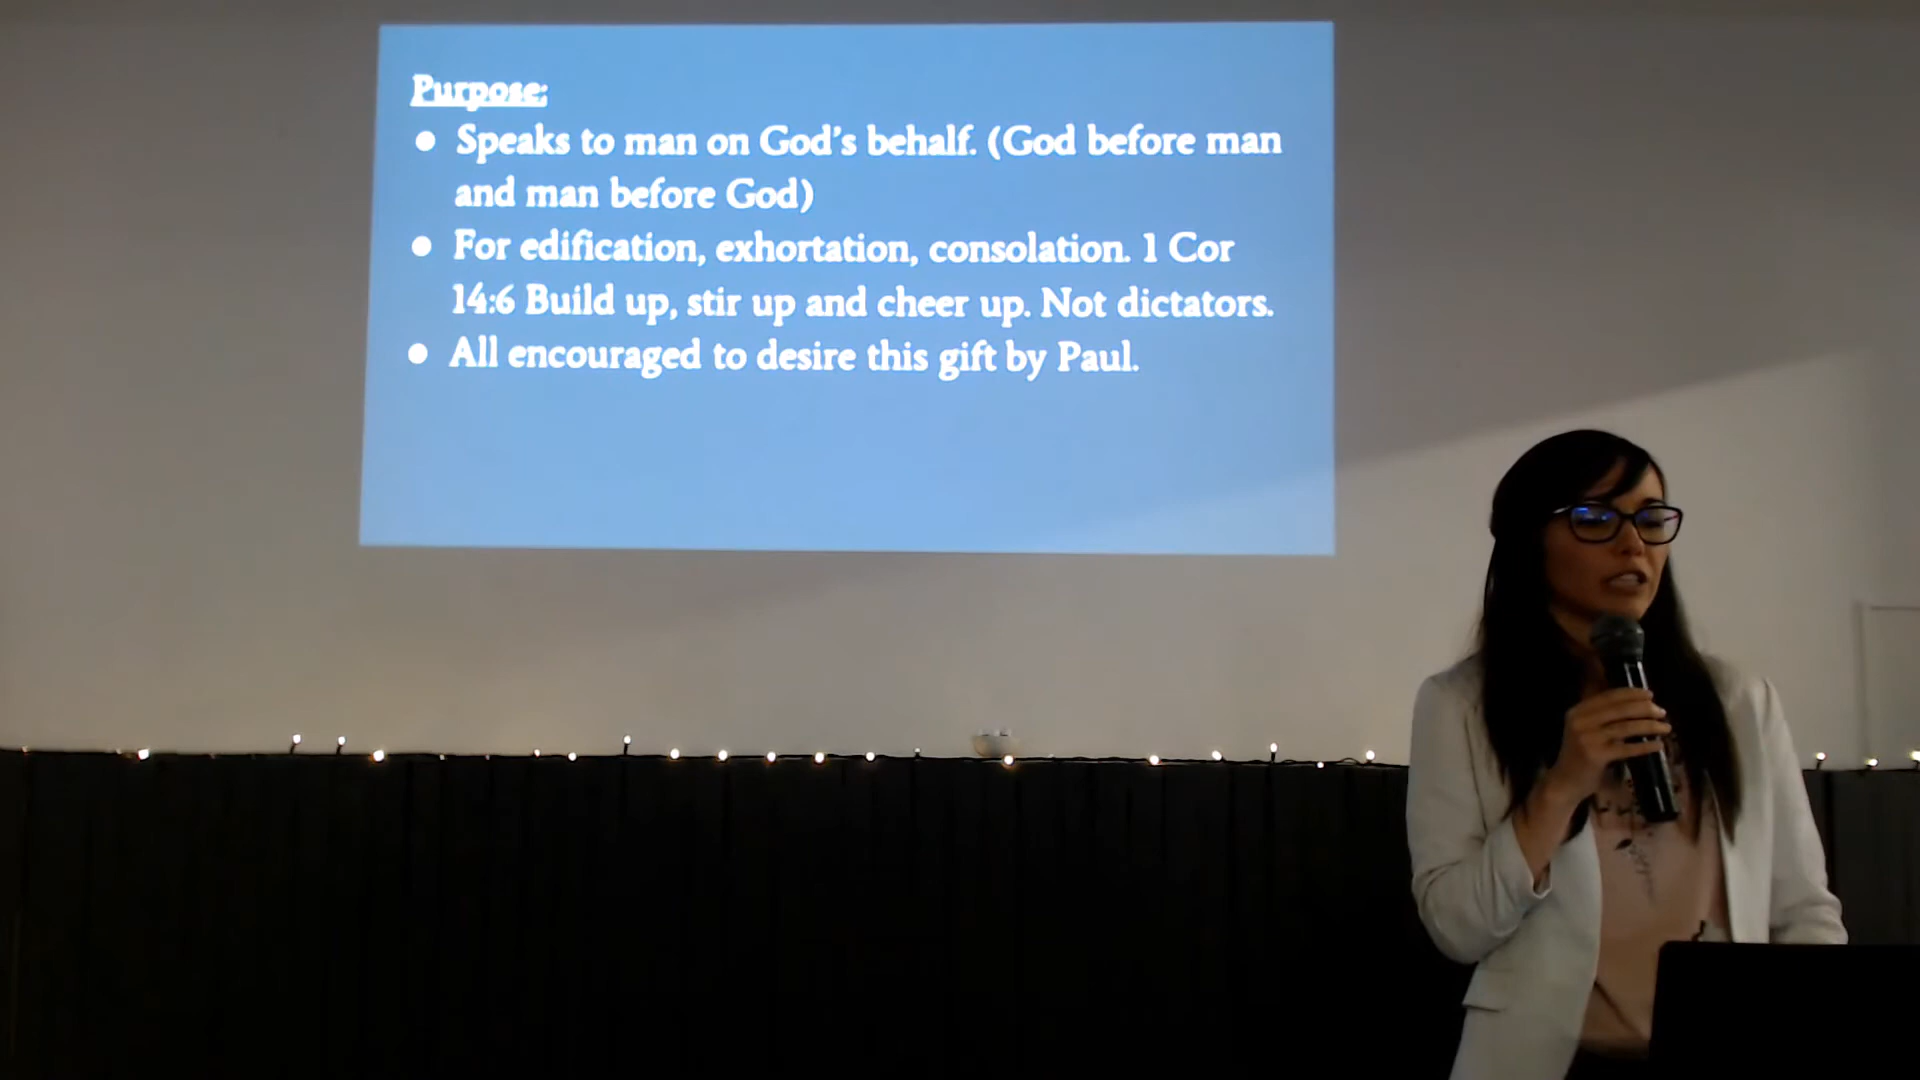 Purpose:
● Speaks to man on God's behalf. (God before man
and man before God)
● For edification, exhortation, consolation. 1 Cor
14:6 Build up, stir up and cheer up. Not dictators.
● All encouraged to desire this gift by Paul.